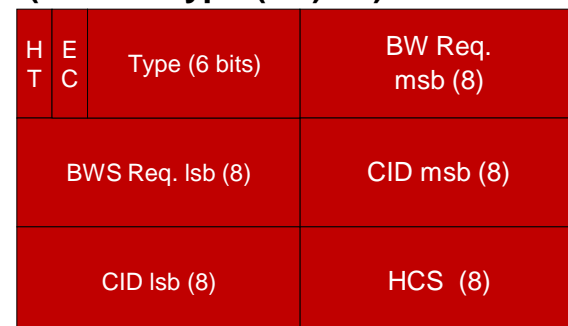 H E Type (6 bits) BW Req.
T C msb (8)
BWS Req. lsb (8) CID msb (8)
CID lsb (8) HCS (8)